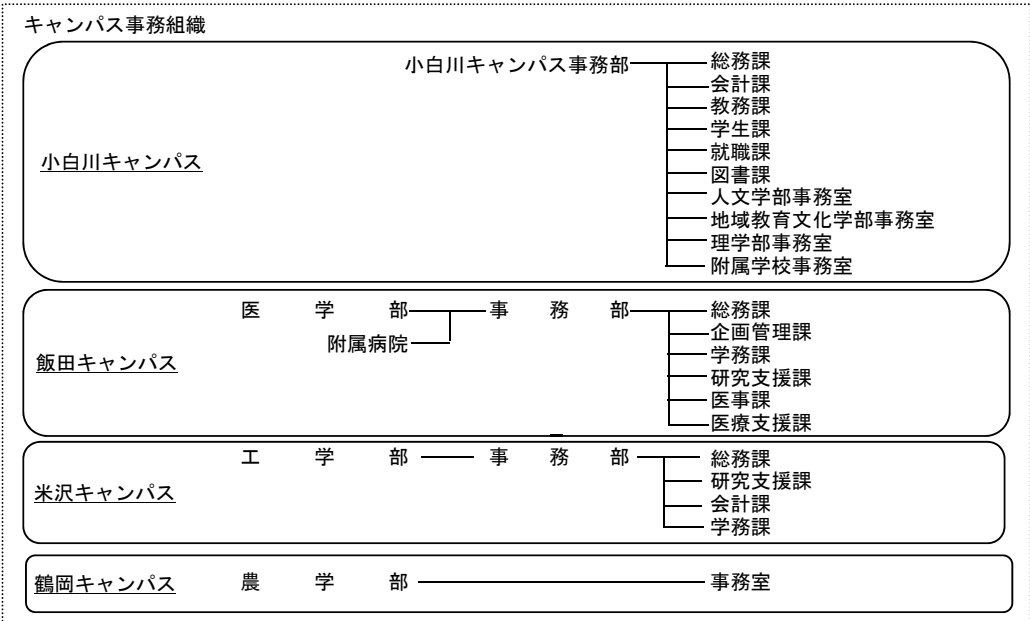 キャンパス事務組織
小白川キャンパス事務部 総務課
会計課
教務課
学生課
小白川キャンパス 就職課
図書課
人文学部事務室
地域教育文化学部事務室
理学部事務室
附属学校事務室
医学部 事務部 総務課
附属病院 企画管理課
飯田キャンパス 学務課
研究支援課
医事課
医療支援課
工学部 事務部 総務課
米沢キャンパス 研究支援課
会計課
学務課
鶴岡キャンパス 農学部 事務室